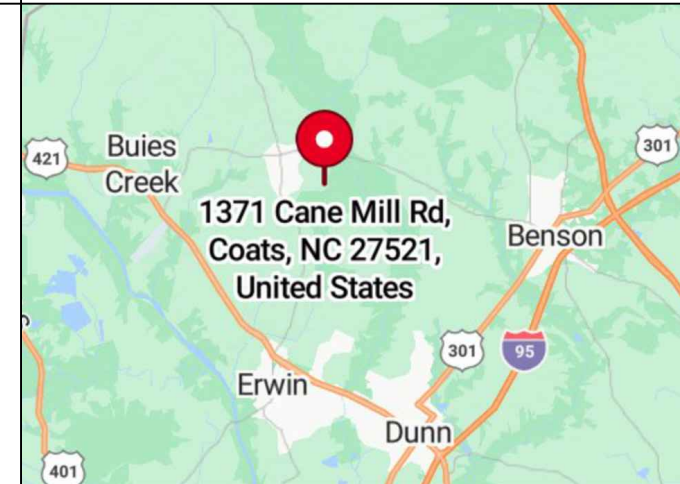 421
Buies
Creek
301
1371 Cane Mill Rd,
Coats, NC 27521,
United States
Benson
301
95
Erwin
Dunn
401